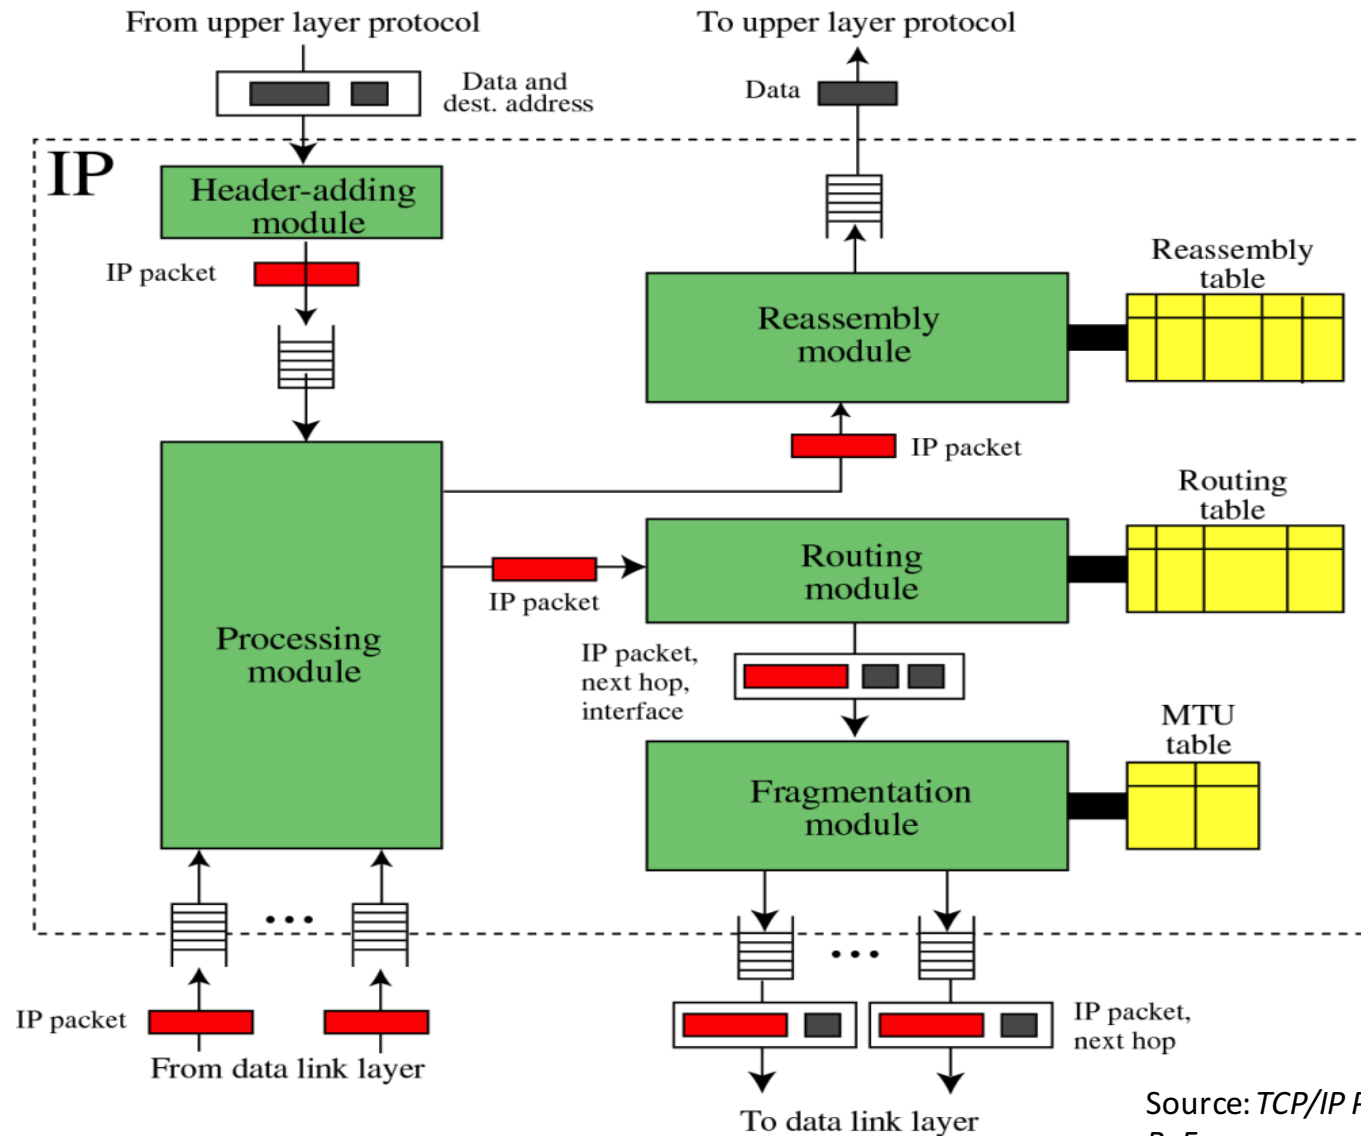 From upper layer protocol
To upper layer protocol
Data and
dest. address
Data
IP
Header-adding
module
IP packet
Reassembly
table
Reassembly
module
IP packet
Routing
table
Routing
module
IP packet
Processing
module
IP packet,
next hop,
interface
MTU
table
Fragmentation
module
IP packet
From data link layer
IP packet,
next hop
To data link layer
Source: TCP/IP